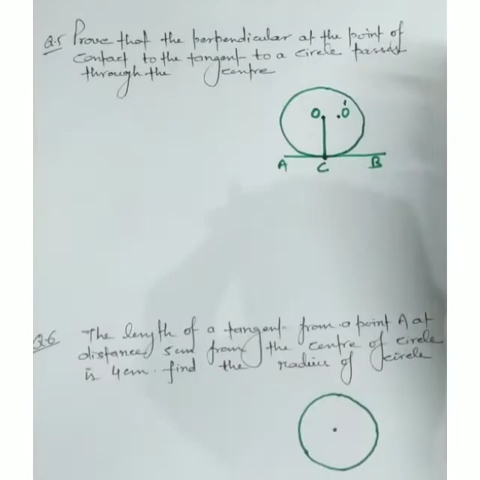 Q.5 Prove that the perpendicular at the point of
contact to the tangent to a circle passes
through the centre
O .O'
A C B
Q.6 The length of a tangent from a point A at
distance 5cm from the centre of circle
is 4cm. find the radius of circle